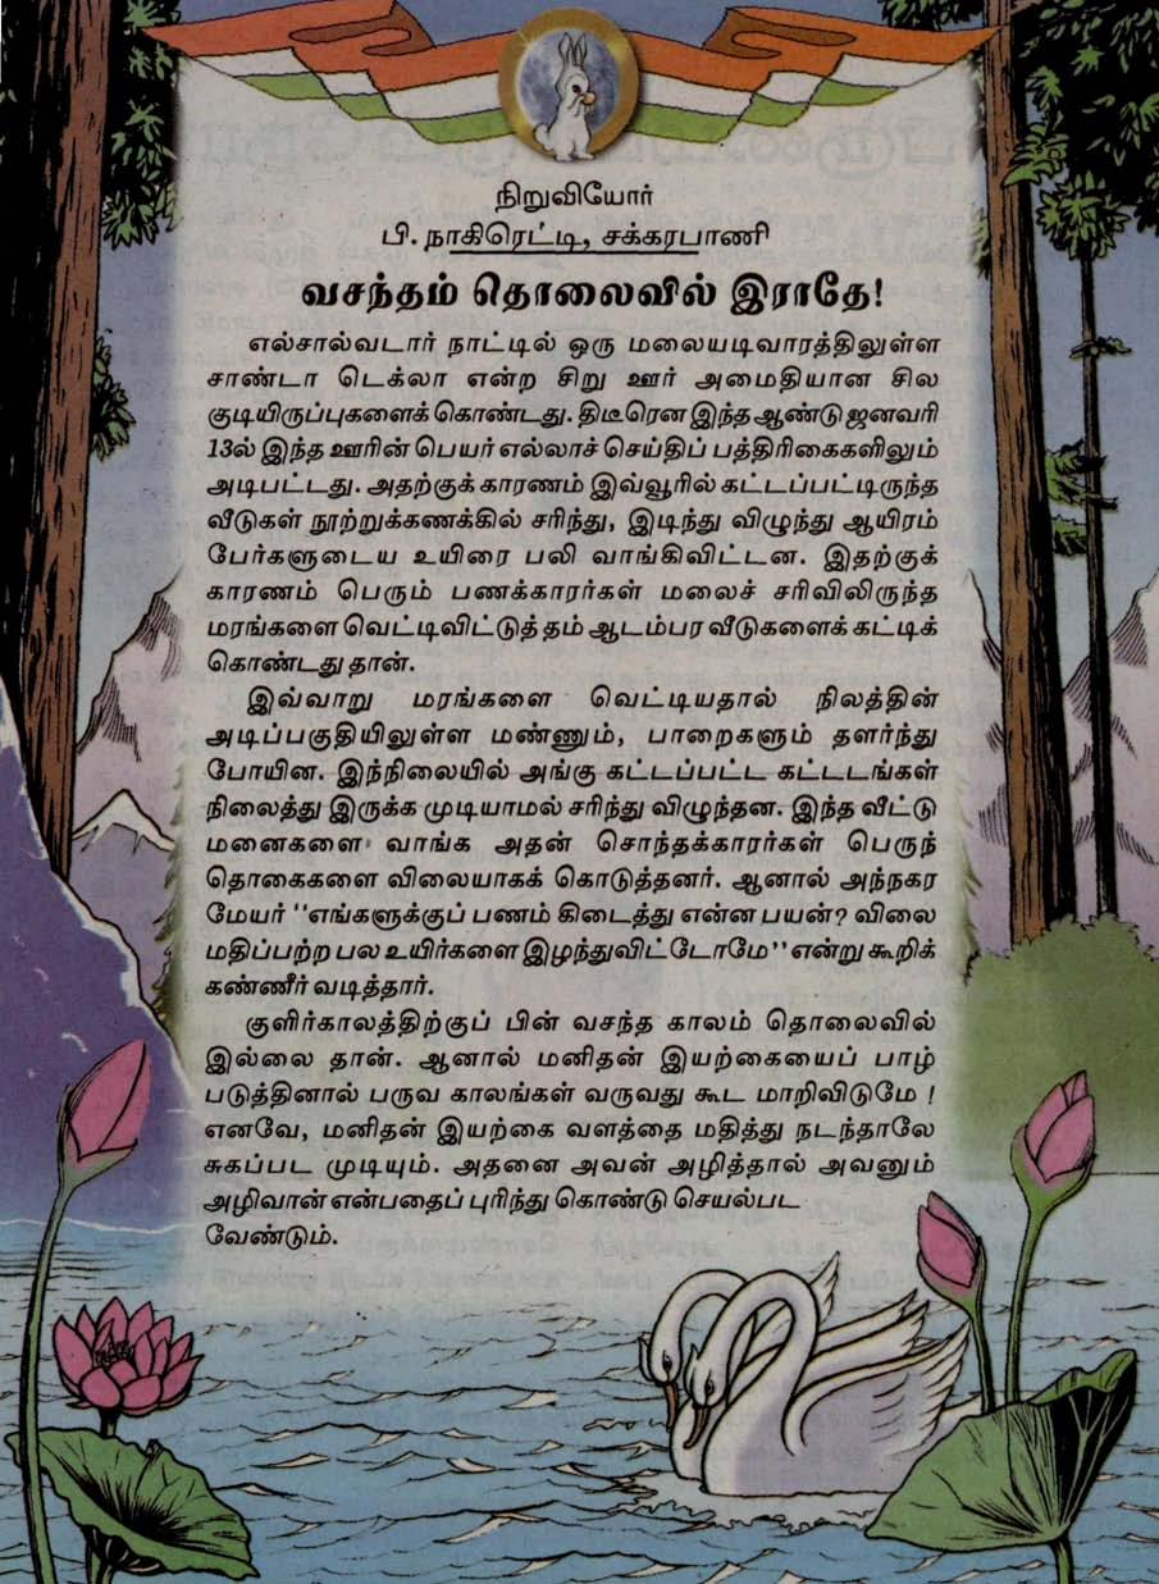 நிறுவியோர்
பி. நாகிரெட்டி, சக்கரபாணி
வசந்தம் தொலைவில் இராதே!
எல்சால்வடார் நாட்டில் ஒரு மலையடிவாரத்திலுள்ள
சாண்டா டெக்லா என்ற சிறு ஊர் அமைதியான சில
குடியிருப்புகளைக் கொண்டது. திடீரென இந்த ஆண்டு ஜனவரி
13ல் இந்த ஊரின் பெயர் எல்லாச் செய்திப் பத்திரிகைகளிலும்
அடிபட்டது. அதற்குக் காரணம் இவ்வூரில் கட்டப்பட்டிருந்த
வீடுகள் நூற்றுக்கணக்கில் சரிந்து, இடிந்து விழுந்து ஆயிரம்
பேர்களுடைய உயிரை பலி வாங்கிவிட்டன. இதற்குக்
காரணம் பெரும் பணக்காரர்கள் மலைச் சரிவிலிருந்த
மரங்களை வெட்டிவிட்டுத் தம் ஆடம்பர வீடுகளைக் கட்டிக்
கொண்டது தான்.
இவ்வாறு மரங்களை வெட்டியதால் நிலத்தின்
அடிப்பகுதியிலுள்ள மண்ணும், பாறைகளும் தளர்ந்து
போயின. இந்நிலையில் அங்கு கட்டப்பட்ட கட்டடங்கள்
நிலைத்து இருக்க முடியாமல் சரிந்து விழுந்தன. இந்த வீட்டு
மனைகளை வாங்க அதன் சொந்தக்காரர்கள் பெருந்
தொகைகளை விலையாகக் கொடுத்தனர். ஆனால் அந்நகர
மேயர் ''எங்களுக்குப் பணம் கிடைத்து என்ன பயன்? விலை
மதிப்பற்ற பல உயிர்களை இழந்துவிட்டோமே'' என்று கூறிக்
கண்ணீர் வடித்தார்.
குளிர்காலத்திற்குப் பின் வசந்த காலம் தொலைவில்
இல்லை தான். ஆனால் மனிதன் இயற்கையைப் பாழ்
படுத்தினால் பருவ காலங்கள் வருவது கூட மாறிவிடுமே !
எனவே, மனிதன் இயற்கை வளத்தை மதித்து நடந்தாலே
சுகப்பட முடியும். அதனை அவன் அழித்தால் அவனும்
அழிவான் என்பதைப் புரிந்து கொண்டு செயல்பட
வேண்டும்.